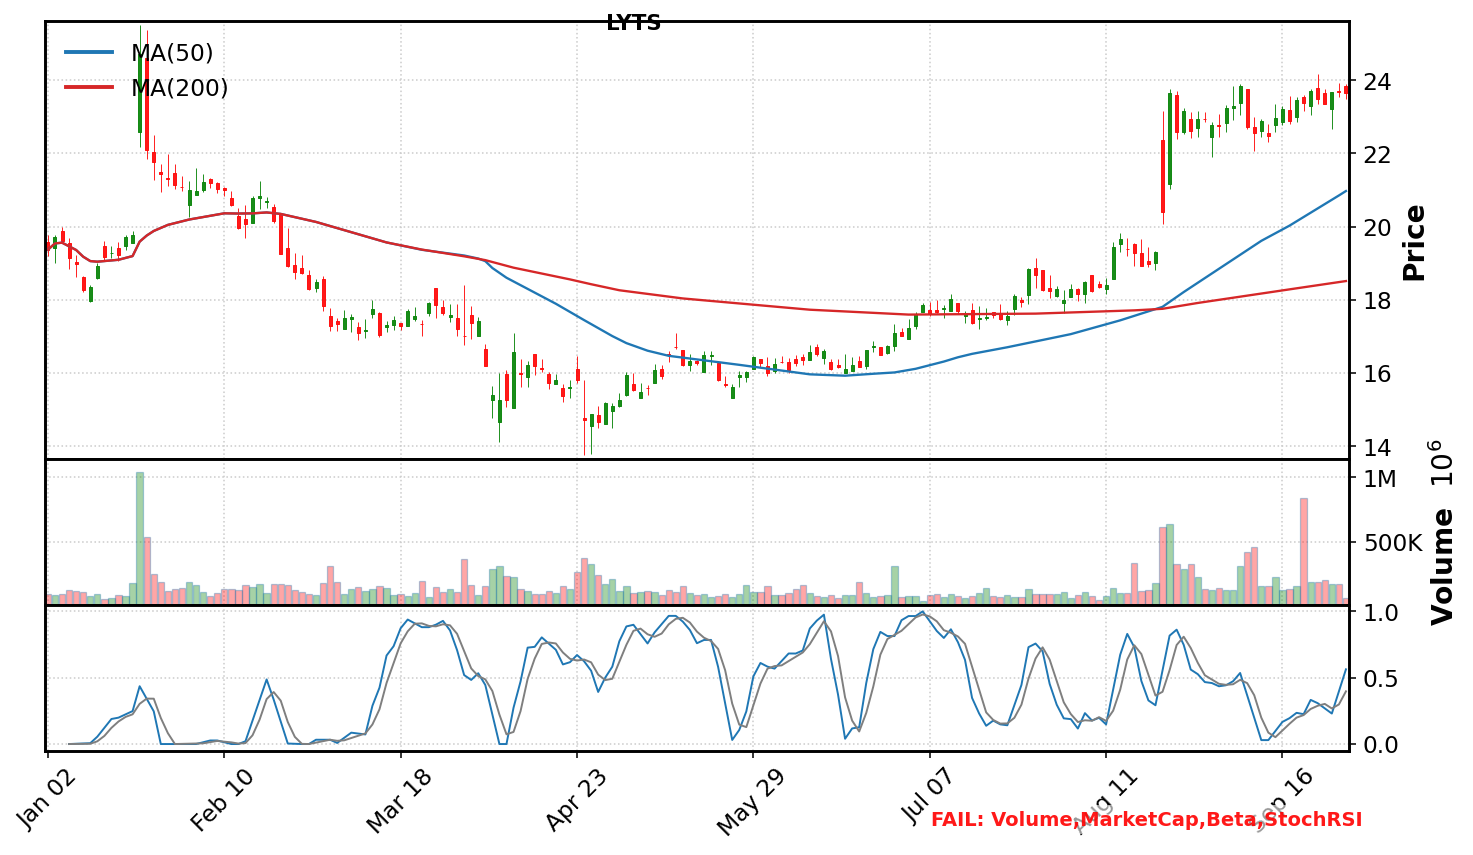 LYTS
MA(50)
MA(200)
24
22
20
18
16
14
Price
1M
500K
Volume 10⁶
1.0
0.5
0.0
Jan 02
Feb 10
Mar 18
Apr 23
May 29
Jul 07
Aug 11
Sep 16
FAIL: Volume,MarketCap,Beta,StochRSI